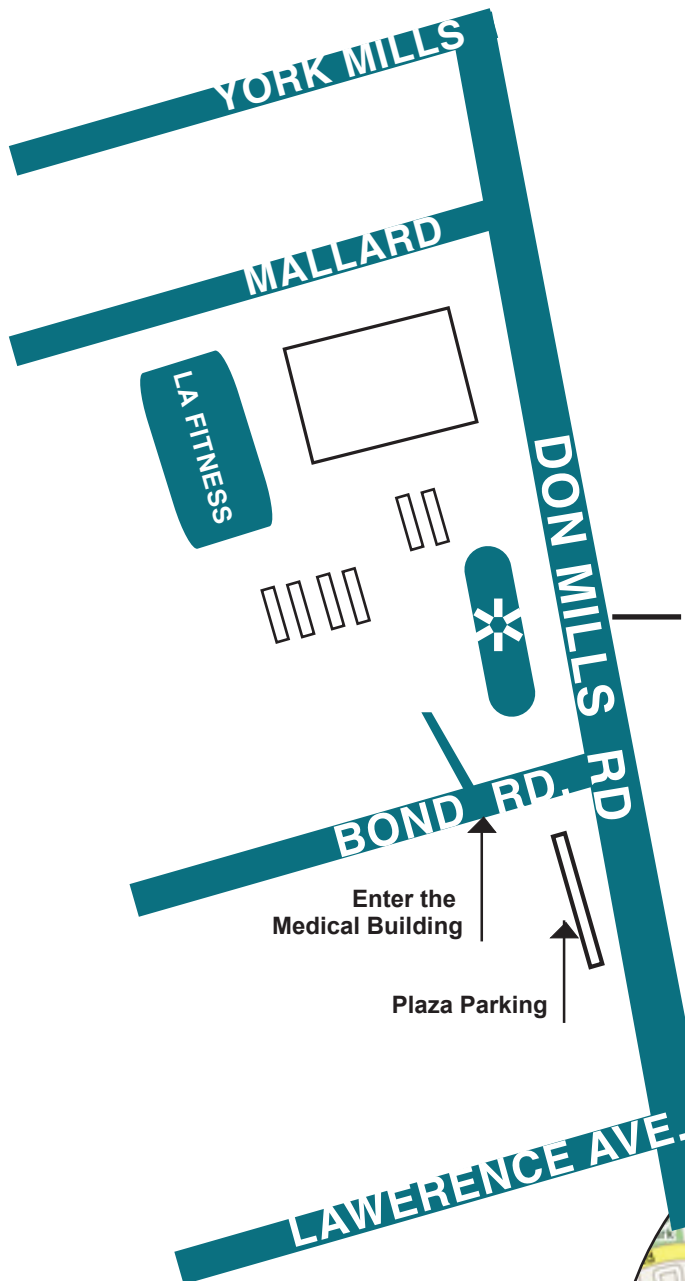 YORK MILLS
MALLARD
LA FITNESS
DON MILLS RD
BOND RD.
Enter the
Medical Building
Plaza Parking
LAWERENCE AVE.